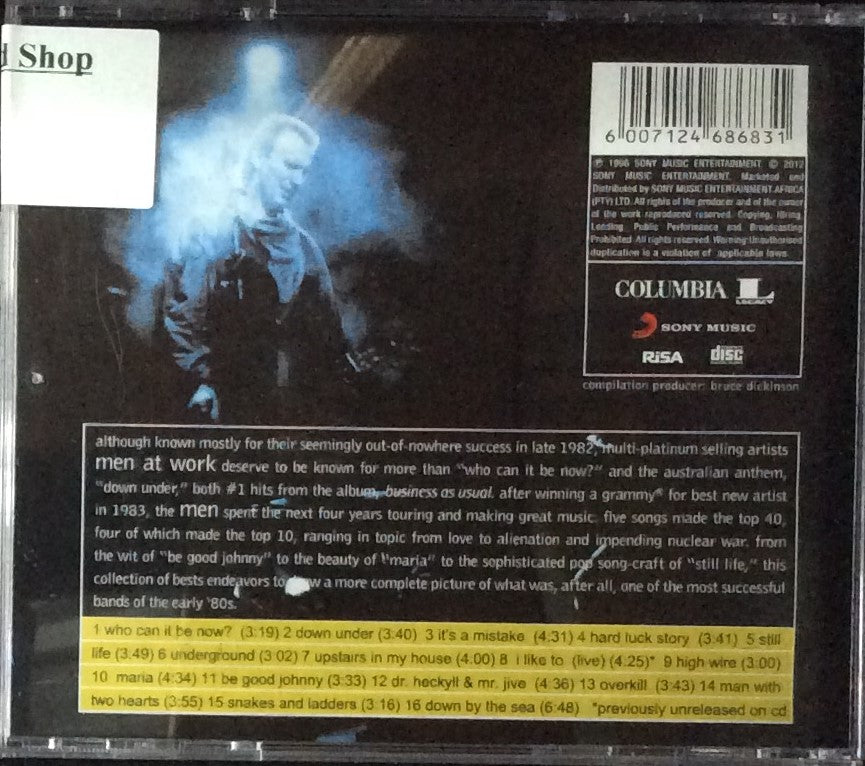 d Shop
6 007124 686831
℗ 1996 SONY MUSIC ENTERTAINMENT. © 2012
SONY MUSIC ENTERTAINMENT. Marketed and
Distributed by SONY MUSIC ENTERTAINMENT AFRICA
(PTY) LTD. All rights of the producer and of the owner
of the work reproduced reserved. Copying, Hiring,
Lending, Public Performance and Broadcasting
Prohibited. All rights reserved. Warning: Unauthorised
duplication is a violation of applicable laws.
COLUMBIA L
LEGACY
SONY MUSIC
RiSA disc
compilation producer: bruce dickinson
although known mostly for their seemingly out-of-nowhere success in late 1982, multi-platinum selling artists
men at work deserve to be known for more than "who can it be now?" and the australian anthem,
"down under," both #1 hits from the album, business as usual. after winning a grammy® for best new artist
in 1983, the men spent the next four years touring and making great music. five songs made the top 40,
four of which made the top 10, ranging in topic from love to alienation and impending nuclear war. from
the wit of "be good johnny" to the beauty of "maria" to the sophisticated pop song-craft of "still life," this
collection of bests endeavors to a more complete picture of what was, after all, one of the most successful
bands of the early '80s.
1 who can it be now? (3:19) 2 down under (3:40) 3 it's a mistake (4:31) 4 hard luck story (3:41) 5 still
life (3:49) 6 underground (3:02) 7 upstairs in my house (4:00) 8 i like to (live) (4:25)* 9 high wire (3:00)
10 maria (4:34) 11 be good johnny (3:33) 12 dr. heckyll & mr. jive (4:36) 13 overkill (3:43) 14 man with
two hearts (3:55) 15 snakes and ladders (3:16) 16 down by the sea (6:48) *previously unreleased on cd